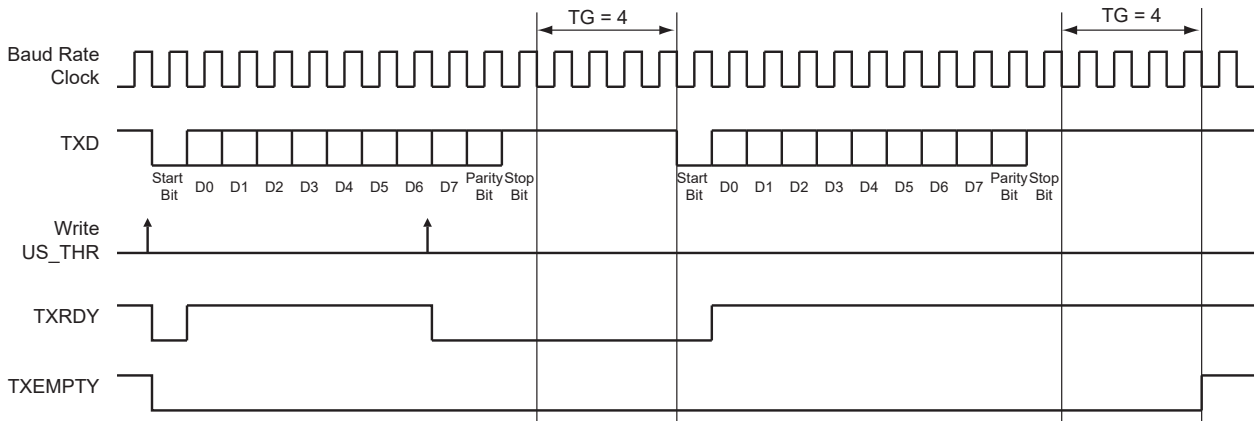 TG = 4
TG = 4
Baud Rate
Clock
TXD
Start
Bit
D0
D1
D2
D3
D4
D5
D6
D7
Parity
Bit
Stop
Bit
Start
Bit
D0
D1
D2
D3
D4
D5
D6
D7
Parity
Bit
Stop
Bit
Write
US_THR
TXRDY
TXEMPTY